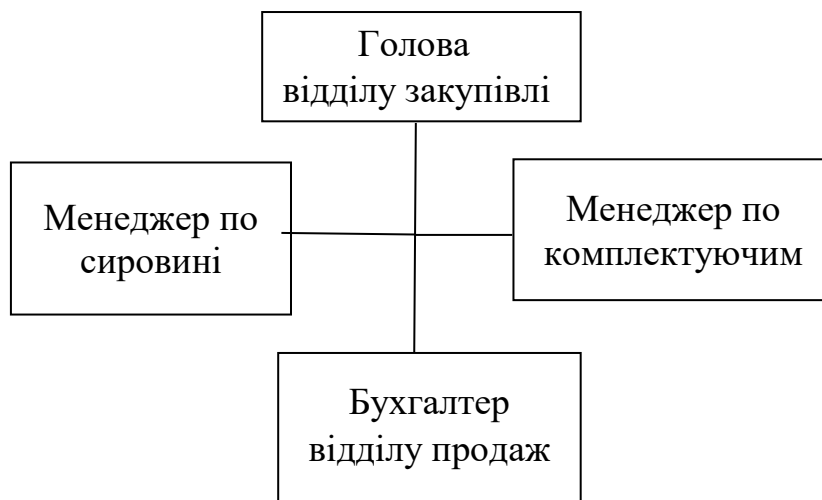 Голова
відділу закупівлі
Менеджер по
сировині
Менеджер по
комплектуючим
Бухгалтер
відділу продаж